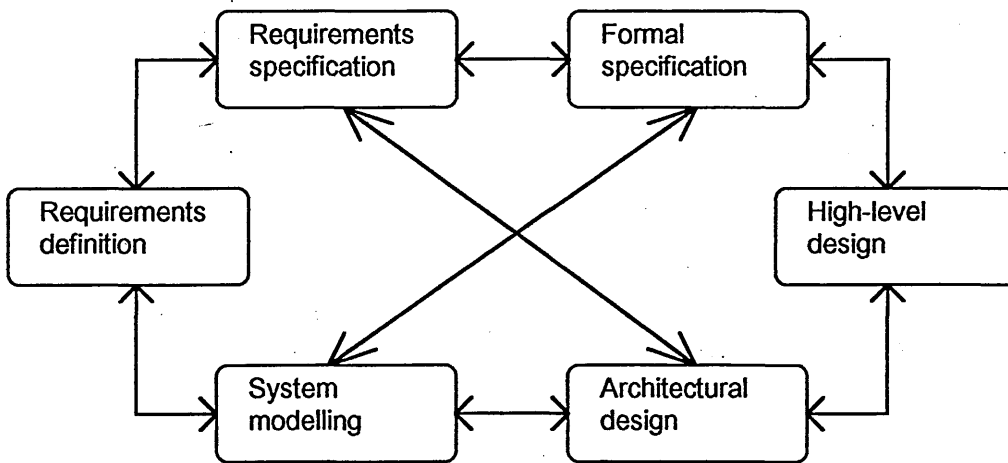 Requirements
specification
Formal
specification
Requirements
definition
High-level
design
System
modelling
Architectural
design